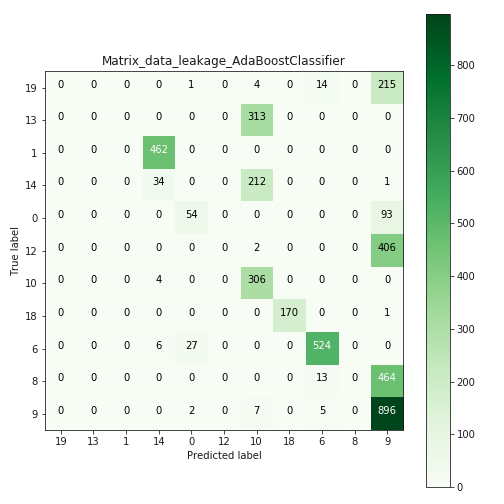 Matrix_data_leakage_AdaBoostClassifier
19 0 0 0 0 1 0 4 0 14 0 215
13 0 0 0 0 0 0 313 0 0 0 0
1 0 0 0 462 0 0 0 0 0 0 0
14 0 0 0 34 0 0 212 0 0 0 1
0 0 0 0 0 54 0 0 0 0 0 93
12 0 0 0 0 0 0 2 0 0 0 406
10 0 0 0 4 0 0 306 0 0 0 0
18 0 0 0 0 0 0 0 170 0 0 1
6 0 0 0 6 27 0 0 0 524 0 0
8 0 0 0 0 0 0 0 0 13 0 464
9 0 0 0 0 2 0 7 0 5 0 896
19 13 1 14 0 12 10 18 6 8 9
Predicted label
True label
800
700
600
500
400
300
200
100
0